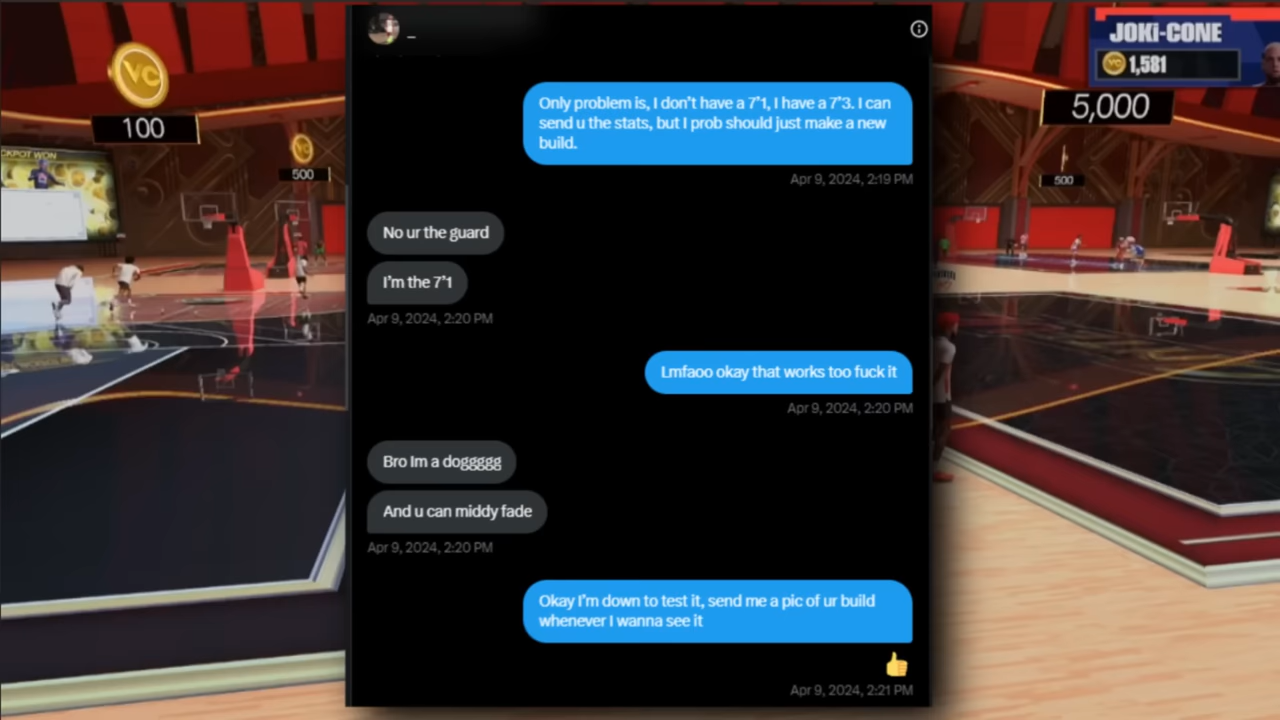 JOKi-CONE
VC
1,581
VC
100
500
5,000
500
CKPOT WON
Only problem is, I don't have a 7'1, I have a 7'3. I can
send u the stats, but I prob should just make a new
build.
Apr 9, 2024, 2:19 PM
No ur the guard
I'm the 7'1
Apr 9, 2024, 2:20 PM
Lmfaoo okay that works too fuck it
Apr 9, 2024, 2:20 PM
Bro Im a doggggg
And u can middy fade
Apr 9, 2024, 2:20 PM
Okay I'm down to test it, send me a pic of ur build
whenever I wanna see it
Apr 9, 2024, 2:21 PM